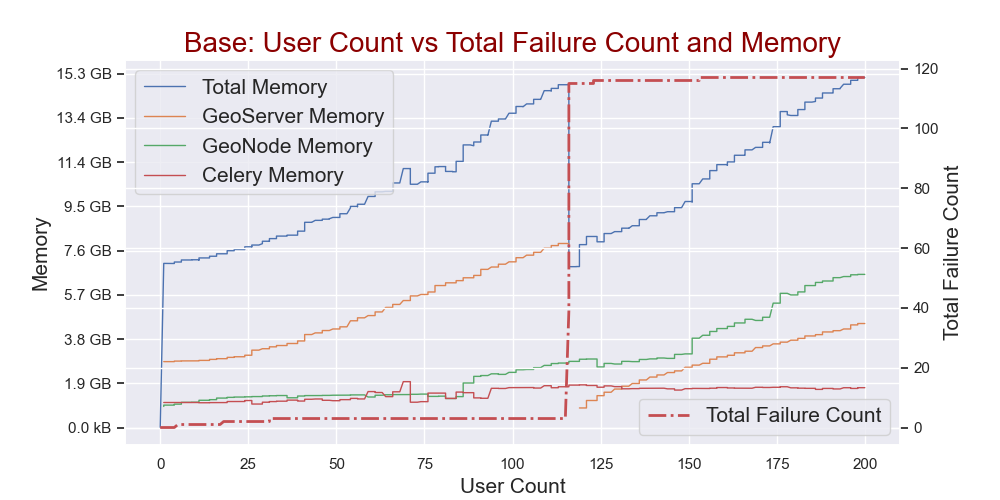 Base: User Count vs Total Failure Count and Memory
Total Memory
GeoServer Memory
GeoNode Memory
Celery Memory
Total Failure Count
Memory
15.3 GB
13.4 GB
11.4 GB
9.5 GB
7.6 GB
5.7 GB
3.8 GB
1.9 GB
0.0 kB
Total Failure Count
120
100
80
60
40
20
0
0 25 50 75 100 125 150 175 200
User Count